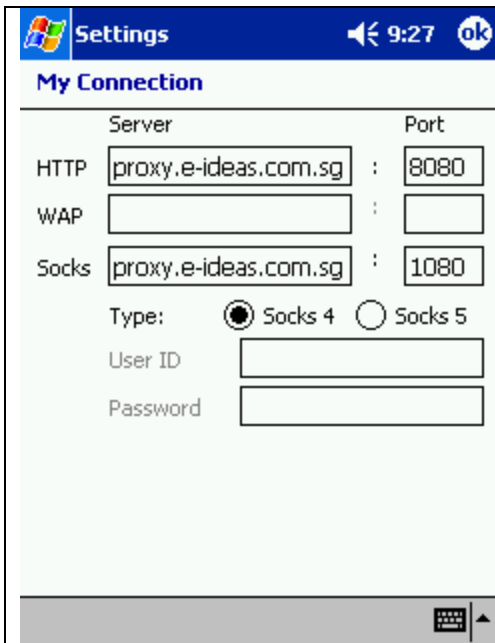 Settings 9:27 ok
My Connection
Server Port
HTTP proxy.e-ideas.com.sg : 8080
WAP :
Socks proxy.e-ideas.com.sg : 1080
Type: Socks 4 Socks 5
User ID
Password